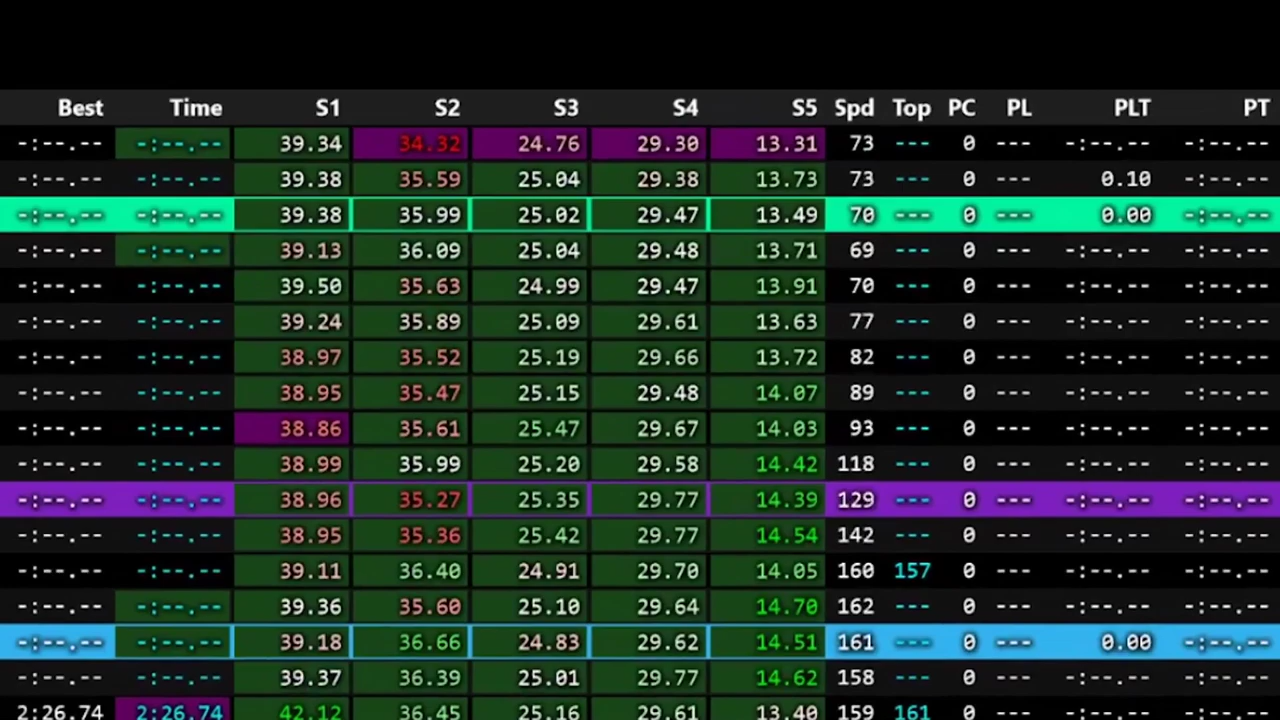 Best Time S1 S2 S3 S4 S5 Spd Top PC PL PLT PT
-:--.-- -:--.-- 39.34 34.32 24.76 29.30 13.31 73 --- 0 --- -:--.-- -:--.--
-:--.-- -:--.-- 39.38 35.59 25.04 29.38 13.73 73 --- 0 --- 0.10 -:--.--
-:--.-- -:--.-- 39.38 35.99 25.02 29.47 13.49 70 --- 0 --- 0.00 -:--.--
-:--.-- -:--.-- 39.13 36.09 25.04 29.48 13.71 69 --- 0 --- -:--.-- -:--.--
-:--.-- -:--.-- 39.50 35.63 24.99 29.47 13.91 70 --- 0 --- -:--.-- -:--.--
-:--.-- -:--.-- 39.24 35.89 25.09 29.61 13.63 77 --- 0 --- -:--.-- -:--.--
-:--.-- -:--.-- 38.97 35.52 25.19 29.66 13.72 82 --- 0 --- -:--.-- -:--.--
-:--.-- -:--.-- 38.95 35.47 25.15 29.48 14.07 89 --- 0 --- -:--.-- -:--.--
-:--.-- -:--.-- 38.86 35.61 25.47 29.67 14.03 93 --- 0 --- -:--.-- -:--.--
-:--.-- -:--.-- 38.99 35.99 25.20 29.58 14.42 118 --- 0 --- -:--.-- -:--.--
-:--.-- -:--.-- 38.96 35.27 25.35 29.77 14.39 129 --- 0 --- -:--.-- -:--.--
-:--.-- -:--.-- 38.95 35.36 25.42 29.77 14.54 142 --- 0 --- -:--.-- -:--.--
-:--.-- -:--.-- 39.11 36.40 24.91 29.70 14.05 160 157 0 --- -:--.-- -:--.--
-:--.-- -:--.-- 39.36 35.60 25.10 29.64 14.70 162 --- 0 --- -:--.-- -:--.--
-:--.-- -:--.-- 39.18 36.66 24.83 29.62 14.51 161 --- 0 --- 0.00 -:--.--
-:--.-- -:--.-- 39.37 36.39 25.01 29.77 14.62 158 --- 0 --- -:--.-- -:--.--
2:26.74 2:26.74 42.12 36.45 25.16 29.61 13.40 159 161 0 --- -:--.-- -:--.--